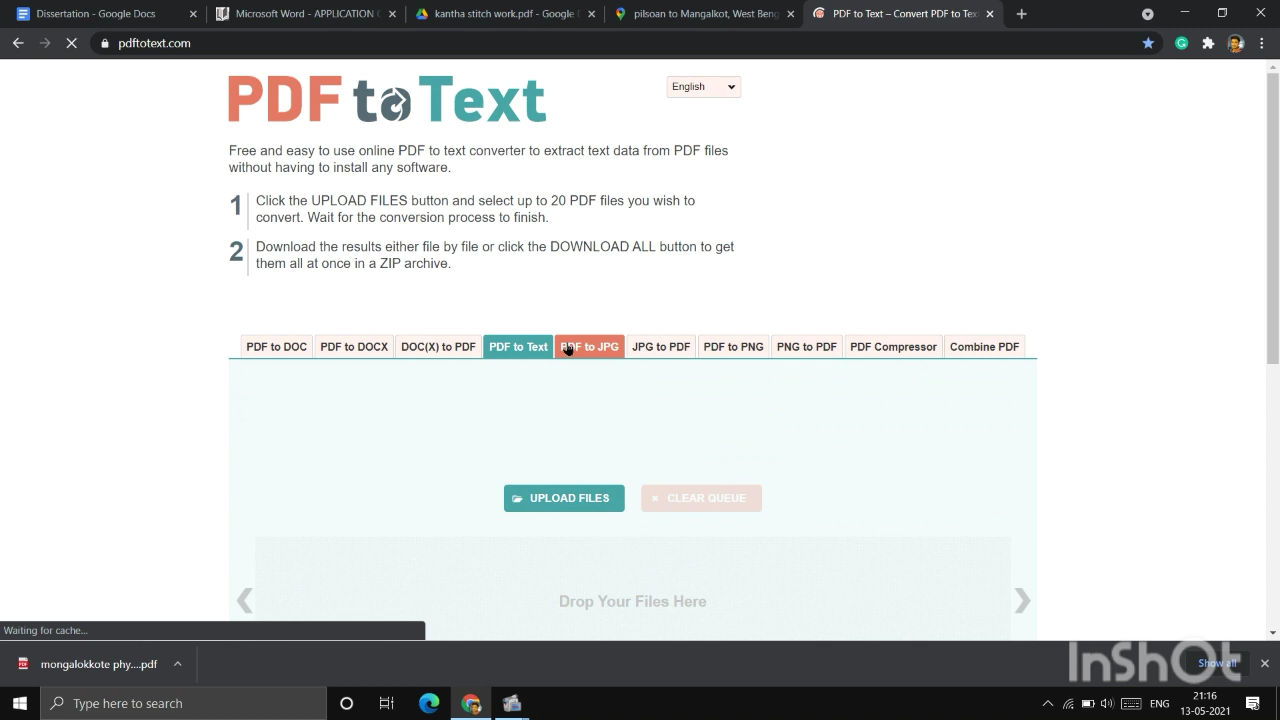 Dissertation - Google Docs
Microsoft Word - APPLICATION
kantha stitch work.pdf - Google
pilsoan to Mangalkot, West Beng
PDF to Text – Convert PDF to Tex
pdftotext.com
PDF to Text
English
Free and easy to use online PDF to text converter to extract text data from PDF files
without having to install any software.
1 Click the UPLOAD FILES button and select up to 20 PDF files you wish to
convert. Wait for the conversion process to finish.
2 Download the results either file by file or click the DOWNLOAD ALL button to get
them all at once in a ZIP archive.
PDF to DOC PDF to DOCX DOC(X) to PDF PDF to Text PDF to JPG JPG to PDF PDF to PNG PNG to PDF PDF Compressor Combine PDF
UPLOAD FILES CLEAR QUEUE
Drop Your Files Here
Waiting for cache...
mongalokkote phy....pdf
Show all
InShOt
Type here to search
ENG
21:16
13-05-2021